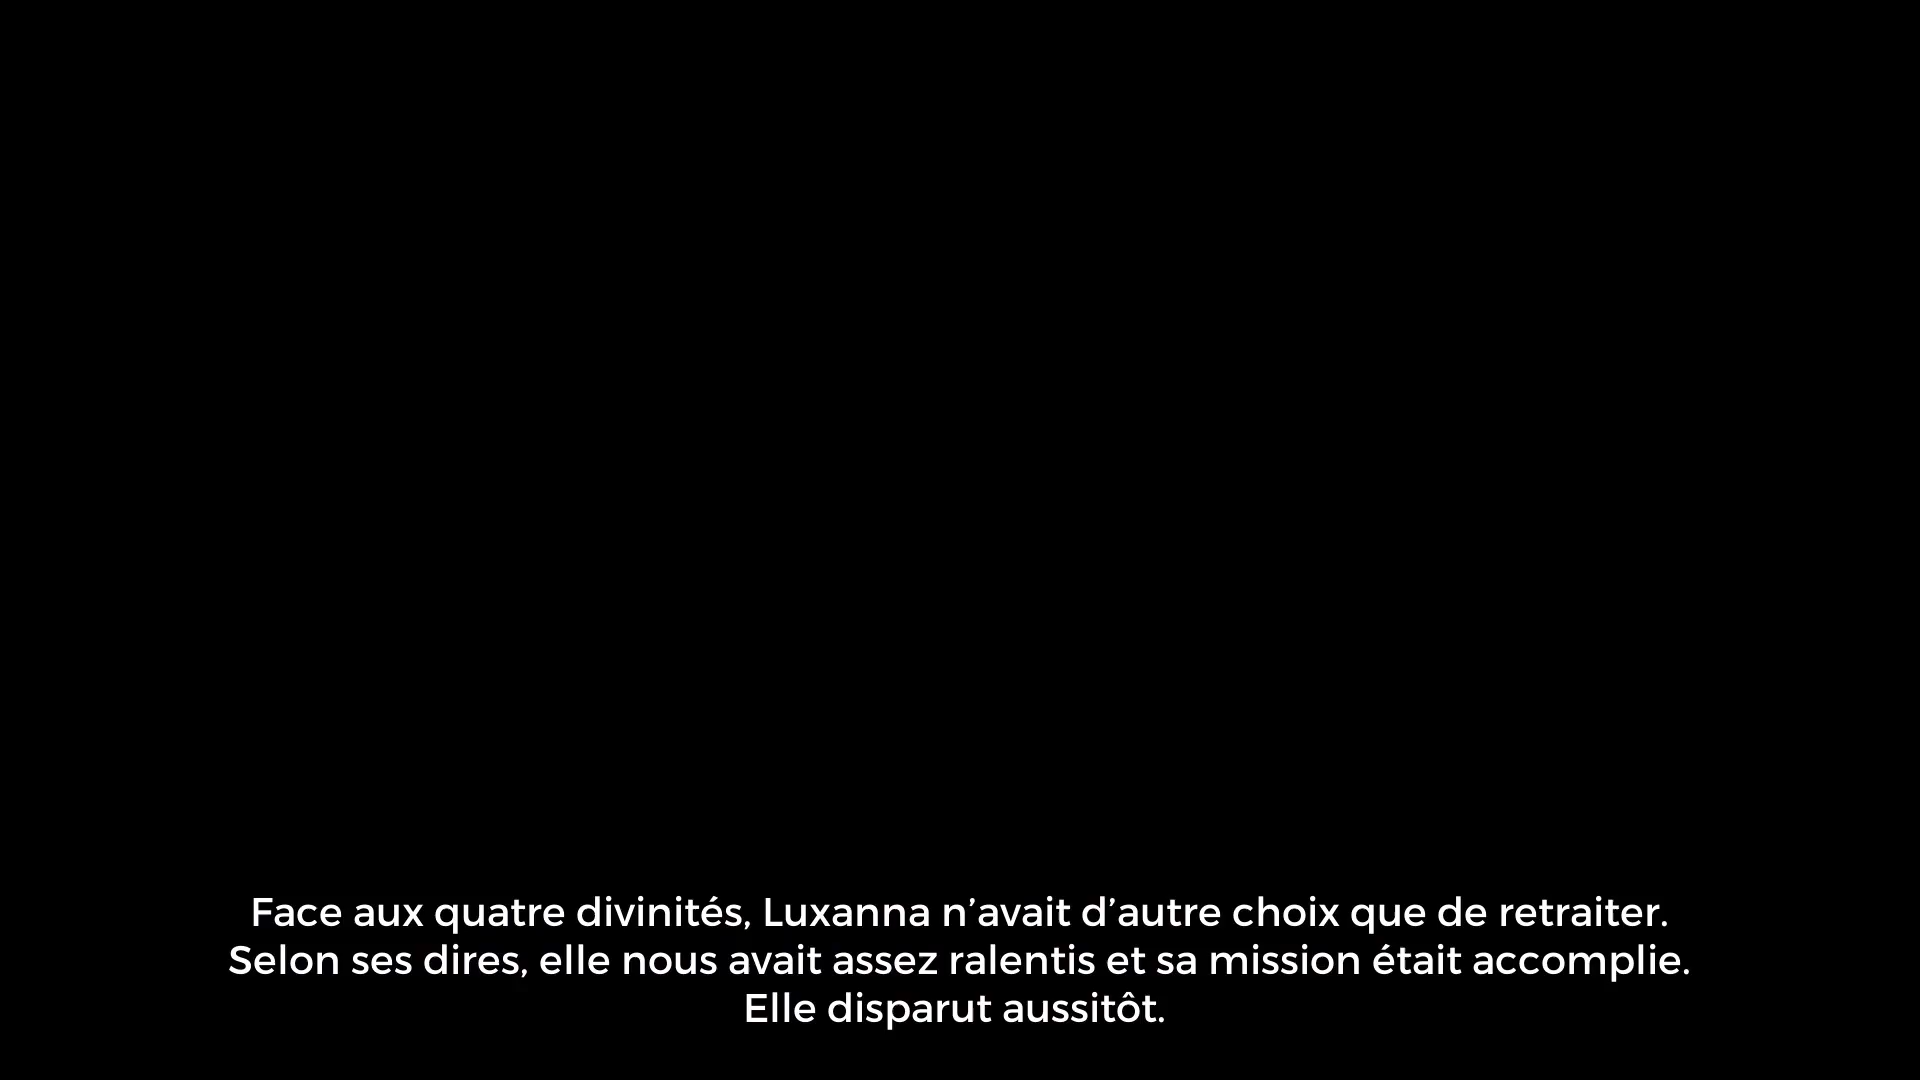 Face aux quatre divinités, Luxanna n’avait d’autre choix que de retraiter.
Selon ses dires, elle nous avait assez ralentis et sa mission était accomplie.
Elle disparut aussitôt.